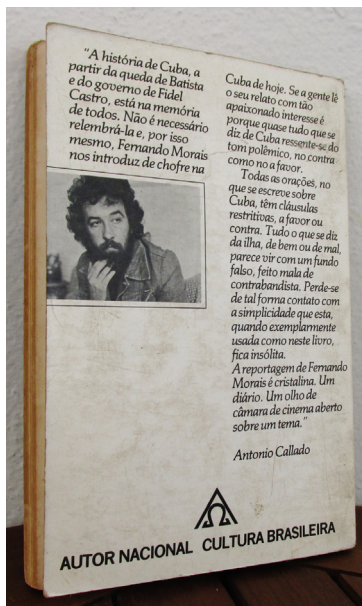 "A história de Cuba, a
partir da queda de Batista
e do governo de Fidel
Castro, está na memória
de todos. Não é necessário
relembrá-la e, por isso
mesmo, Fernando Morais
nos introduz de chofre na
Cuba de hoje. Se a gente lê
o seu relato com tão
apaixonado interesse é
porque quase tudo que se
diz de Cuba ressente-se do
tom polêmico, no contra
como no a favor.
Todas as orações, no
que se escreve sobre
Cuba, têm cláusulas
restritivas, a favor ou
contra. Tudo o que se diz
da ilha, de bem ou de mal,
parece vir com um fundo
falso, feito mala de
contrabandista. Perde-se
de tal forma contato com
a simplicidade que esta,
quando exemplarmente
usada como neste livro,
fica insólita.
A reportagem de Fernando
Morais é cristalina. Um
diário. Um olho de
câmara de cinema aberto
sobre um tema."
Antonio Callado
AUTOR NACIONAL CULTURA BRASILEIRA